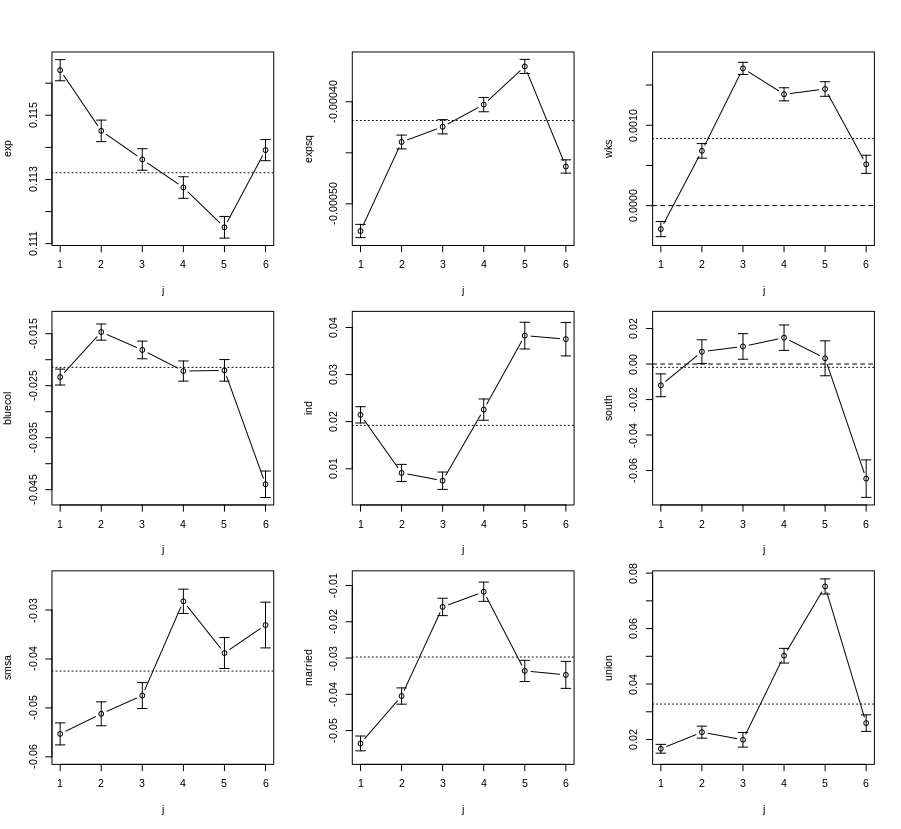 exp
0.111 0.113 0.115
1 2 3 4 5 6
j
expsq
-0.00050 -0.00040
1 2 3 4 5 6
j
wks
0.0000 0.0010
1 2 3 4 5 6
j
bluecol
-0.045 -0.035 -0.025 -0.015
1 2 3 4 5 6
j
ind
0.01 0.02 0.03 0.04
1 2 3 4 5 6
j
south
-0.06 -0.04 -0.02 0.00 0.02
1 2 3 4 5 6
j
smsa
-0.06 -0.05 -0.04 -0.03
1 2 3 4 5 6
j
married
-0.05 -0.04 -0.03 -0.02 -0.01
1 2 3 4 5 6
j
union
0.02 0.04 0.06 0.08
1 2 3 4 5 6
j